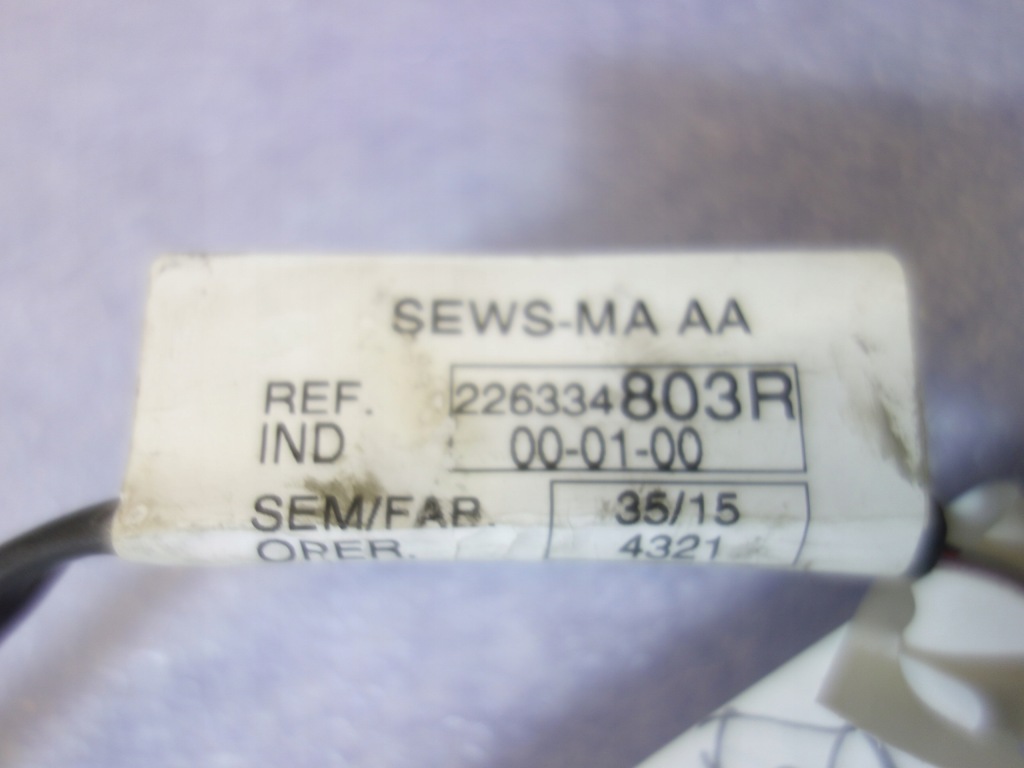 SEWS-MA AA
REF. 226334803R
IND 00-01-00
SEM/FAB. 35/15
OPER. 4321